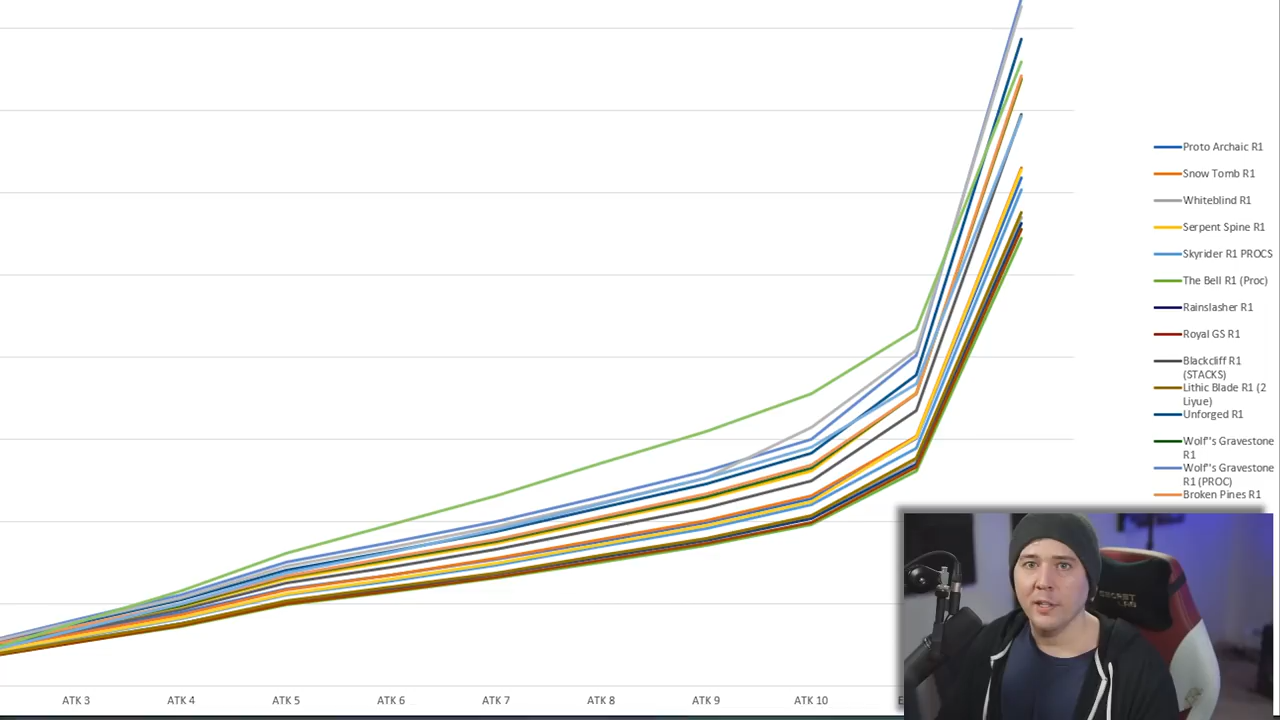 Proto Archaic R1
Snow Tomb R1
Whiteblind R1
Serpent Spine R1
Skyrider R1 PROCS
The Bell R1 (Proc)
Rainslasher R1
Royal GS R1
Blackcliff R1
(STACKS)
Lithic Blade R1 (2
Liyue)
Unforged R1
Wolf''s Gravestone
R1
Wolf''s Gravestone
R1 (PROC)
Broken Pines R1
SECRET
LAB
ATK 3
ATK 4
ATK 5
ATK 6
ATK 7
ATK 8
ATK 9
ATK 10